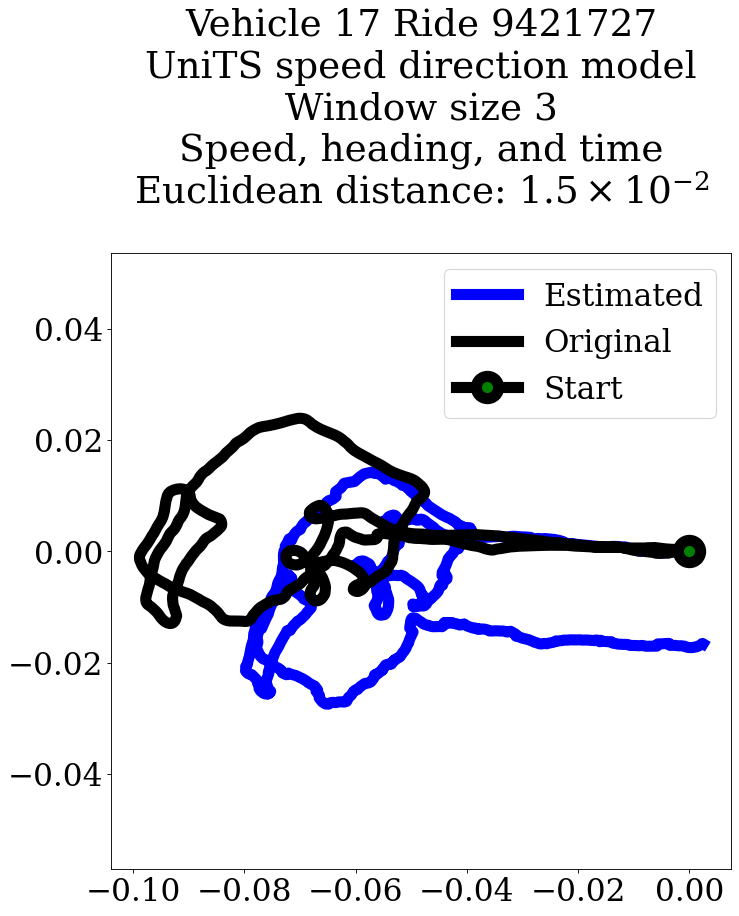 Vehicle 17 Ride 9421727
UniTS speed direction model
Window size 3
Speed, heading, and time
Euclidean distance: 1.5 × 10⁻²
Estimated
Original
Start
0.04
0.02
0.00
−0.02
−0.04
−0.10 −0.08 −0.06 −0.04 −0.02 0.00